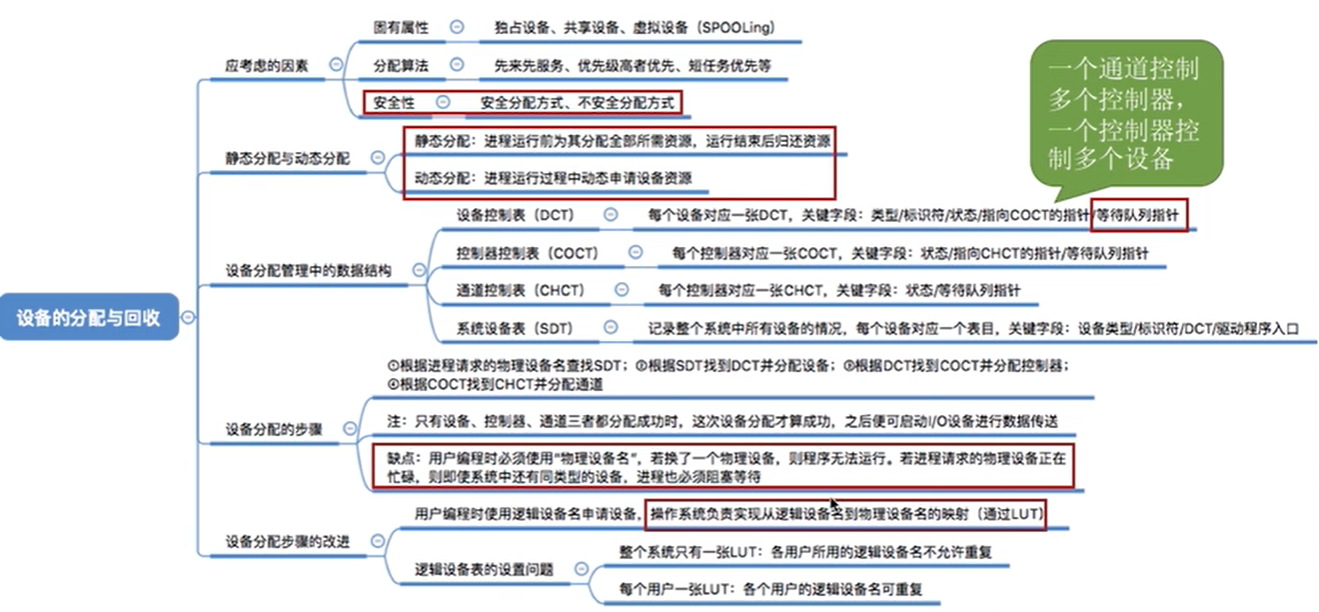 设备的分配与回收
应考虑的因素
固有属性
独占设备、共享设备、虚拟设备（SPOOLing）
分配算法
先来先服务、优先级高者优先、短任务优先等
安全性
安全分配方式、不安全分配方式
静态分配与动态分配
静态分配：进程运行前为其分配全部所需资源，运行结束后归还资源
动态分配：进程运行过程中动态申请设备资源
设备分配管理中的数据结构
设备控制表（DCT）
每个设备对应一张DCT，关键字段：类型/标识符/状态/指向COCT的指针/等待队列指针
控制器控制表（COCT）
每个控制器对应一张COCT，关键字段：状态/指向CHCT的指针/等待队列指针
通道控制表（CHCT）
每个控制器对应一张CHCT，关键字段：状态/等待队列指针
系统设备表（SDT）
记录整个系统中所有设备的情况，每个设备对应一个表目，关键字段：设备类型/标识符/DCT/驱动程序入口
一个通道控制
多个控制器，
一个控制器控
制多个设备
设备分配的步骤
①根据进程请求的物理设备名查找SDT；②根据SDT找到DCT并分配设备；③根据DCT找到COCT并分配控制器；
④根据COCT找到CHCT并分配通道
注：只有设备、控制器、通道三者都分配成功时，这次设备分配才算成功，之后便可启动I/O设备进行数据传送
缺点：用户编程时必须使用“物理设备名”，若换了一个物理设备，则程序无法运行。若进程请求的物理设备正在
忙碌，则即使系统中还有同类型的设备，进程也必须阻塞等待
设备分配步骤的改进
用户编程时使用逻辑设备名申请设备，操作系统负责实现从逻辑设备名到物理设备名的映射（通过LUT）
逻辑设备表的设置问题
整个系统只有一张LUT：各用户所用的逻辑设备名不允许重复
每个用户一张LUT：各个用户的逻辑设备名可重复